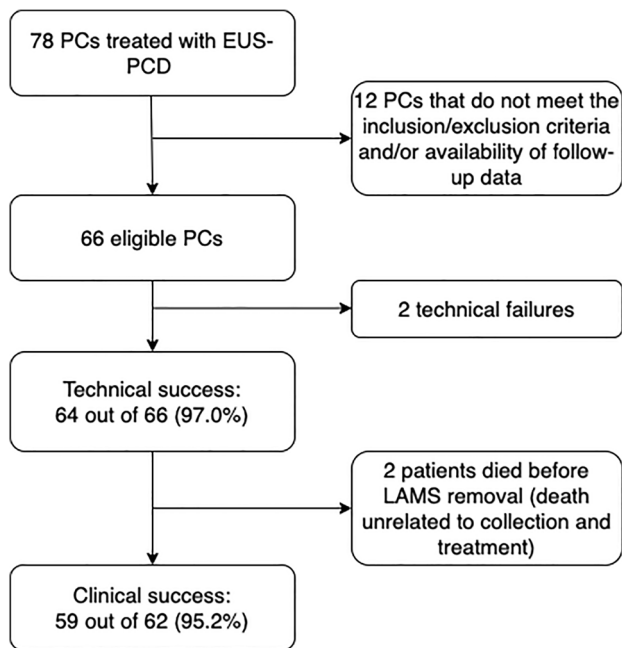 78 PCs treated with EUS-
PCD
12 PCs that do not meet the
inclusion/exclusion criteria
and/or availability of follow-
up data
66 eligible PCs
2 technical failures
Technical success:
64 out of 66 (97.0%)
2 patients died before
LAMS removal (death
unrelated to collection and
treatment)
Clinical success:
59 out of 62 (95.2%)